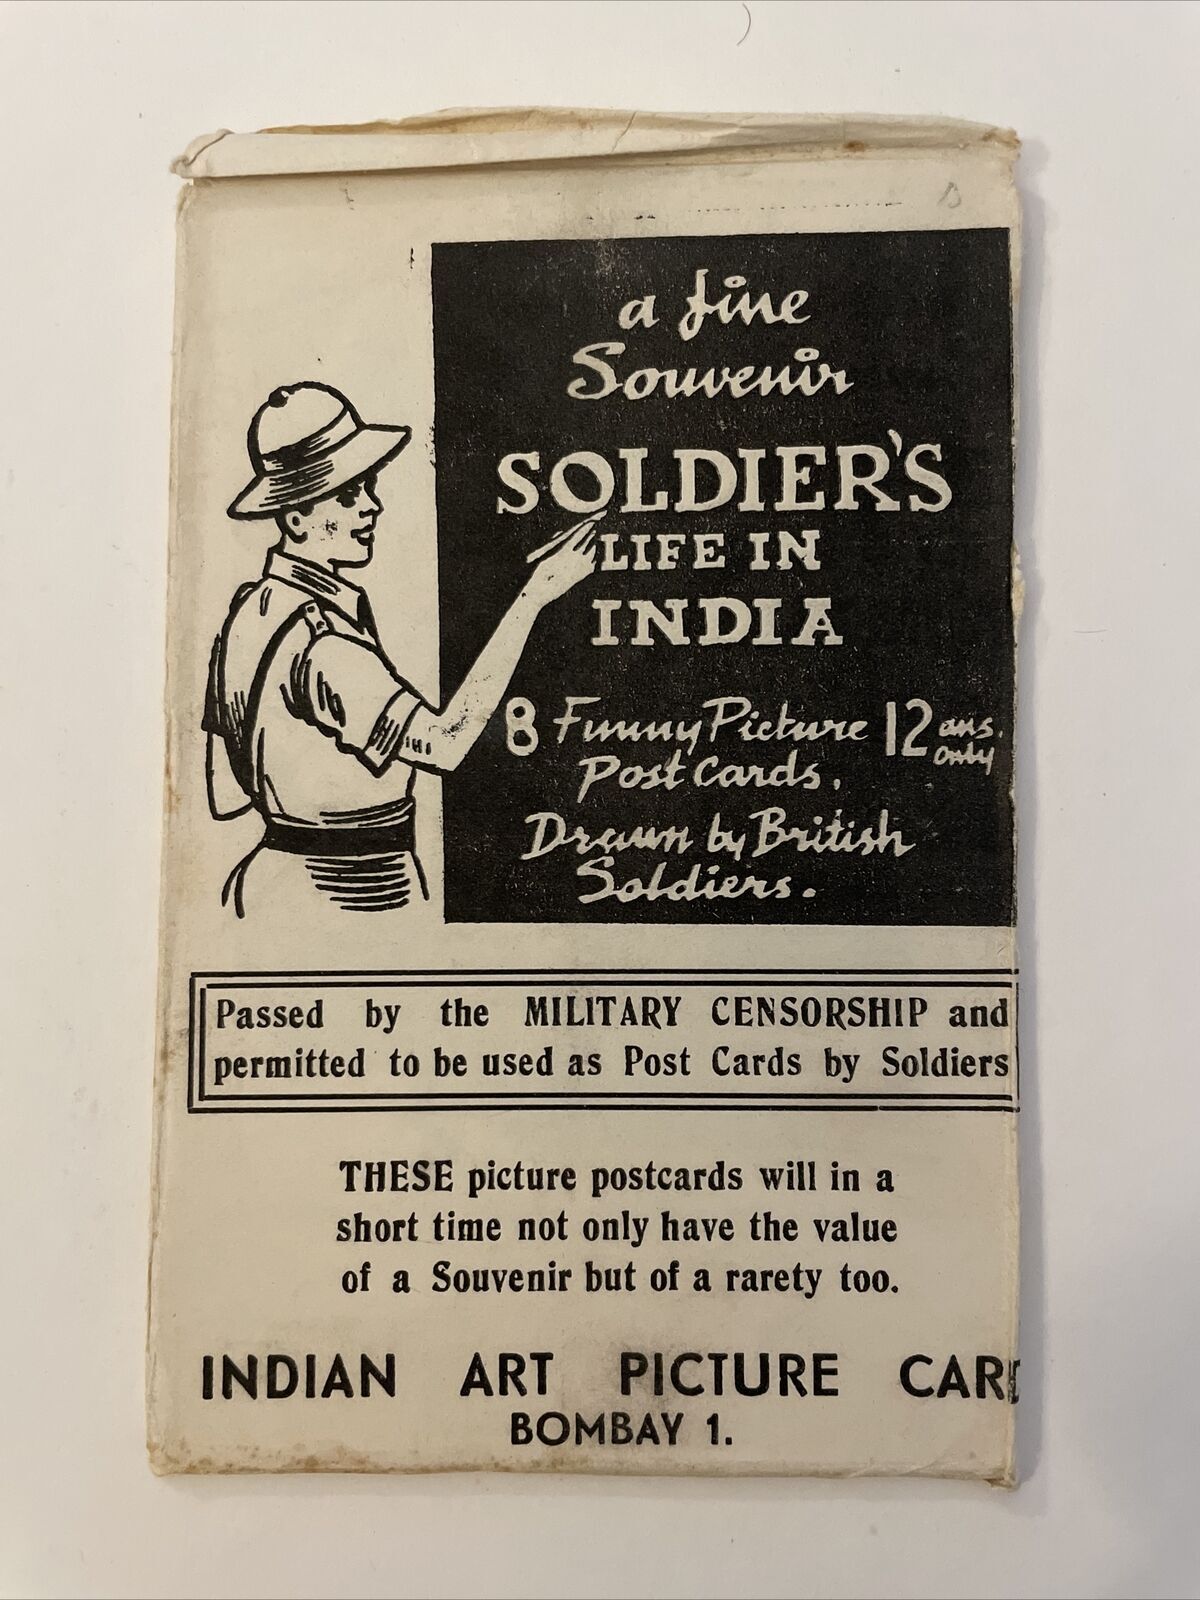 a fine
Souvenir
SOLDIER'S
LIFE IN
INDIA
8 Funny Picture 12 ans. only
Post Cards.
Drawn by British
Soldiers.
Passed by the MILITARY CENSORSHIP and
permitted to be used as Post Cards by Soldiers
THESE picture postcards will in a
short time not only have the value
of a Souvenir but of a rarety too.
INDIAN ART PICTURE CARD
BOMBAY 1.